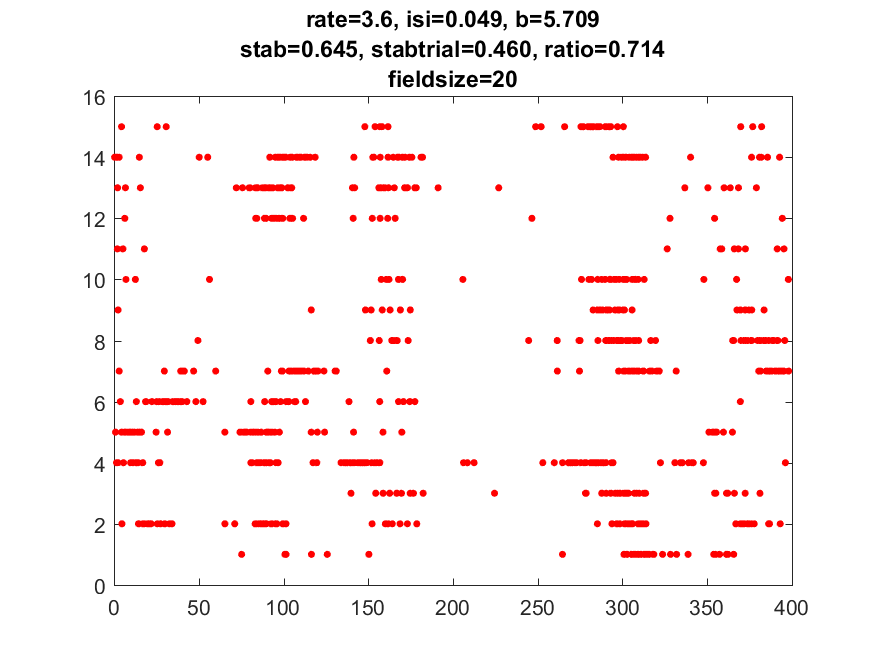 rate=3.6, isi=0.049, b=5.709
stab=0.645, stabtrial=0.460, ratio=0.714
fieldsize=20
16
14
12
10
8
6
4
2
0
0 50 100 150 200 250 300 350 400